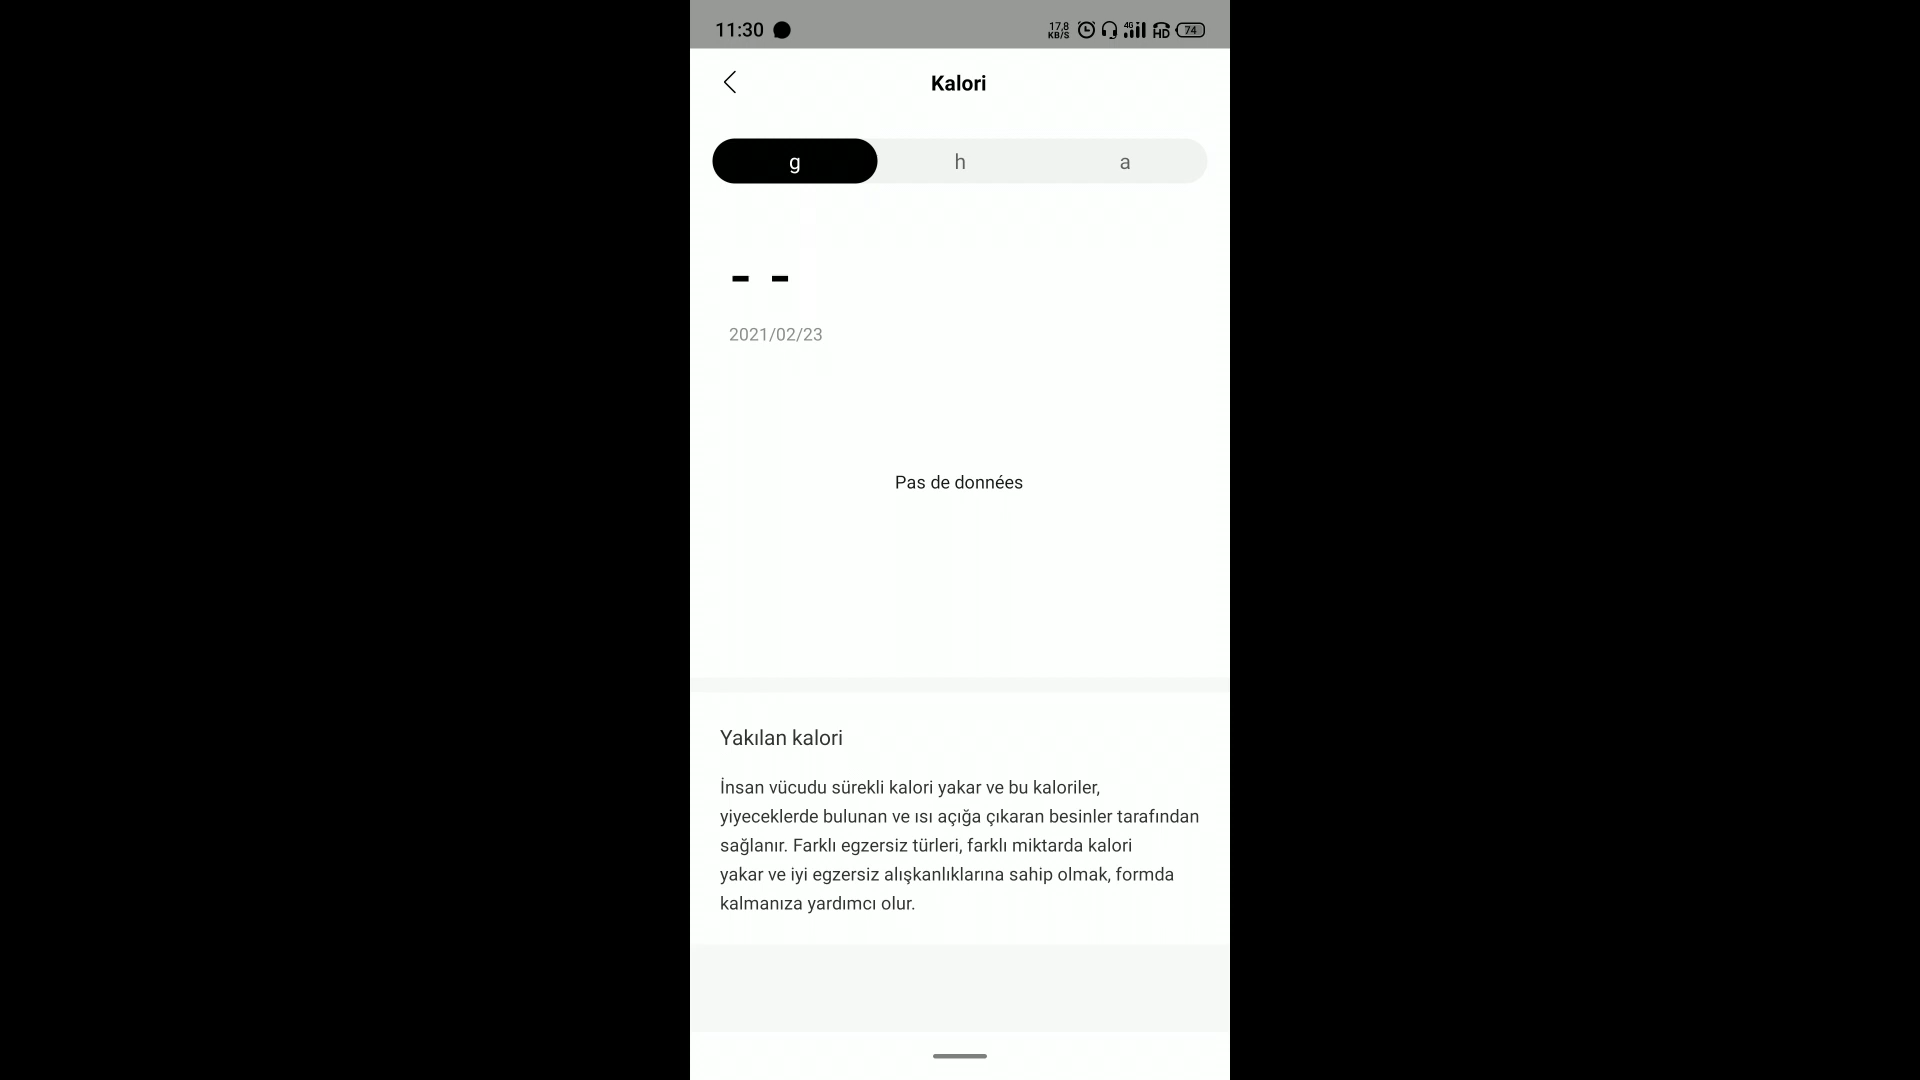 11:30
17,8
KB/S
4G
HD
74
Kalori
g
h
a
- -
2021/02/23
Pas de données
Yakılan kalori
İnsan vücudu sürekli kalori yakar ve bu kaloriler,
yiyeceklerde bulunan ve ısı açığa çıkaran besinler tarafından
sağlanır. Farklı egzersiz türleri, farklı miktarda kalori
yakar ve iyi egzersiz alışkanlıklarına sahip olmak, formda
kalmanıza yardımcı olur.